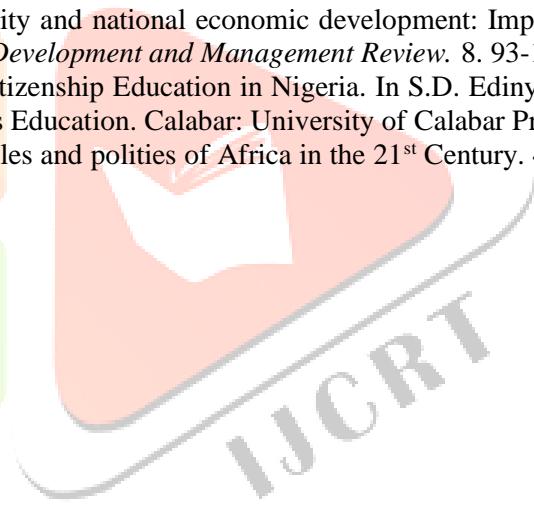 ity and national economic development: Imp
Development and Management Review. 8. 93-1
tizenship Education in Nigeria. In S.D. Ediny
s Education. Calabar: University of Calabar Pr
les and polities of Africa in the 21st Century.
IJCRT